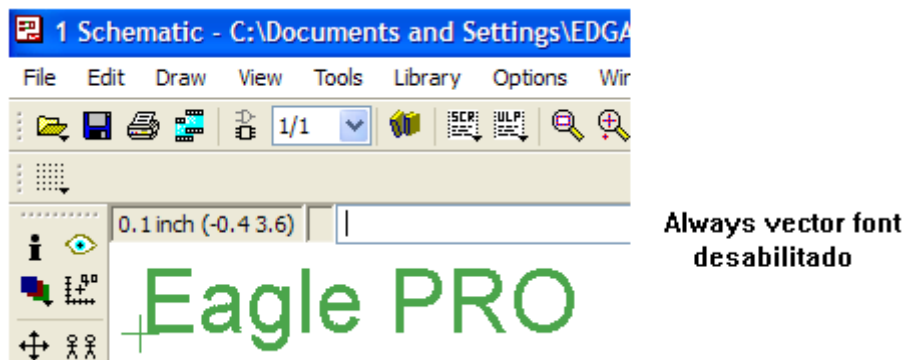 1 Schematic - C:\Documents and Settings\EDGA
File Edit Draw View Tools Library Options Wir
1/1 SCR ULP
0.1 inch (-0.4 3.6)
Eagle PRO
Always vector font
desabilitado